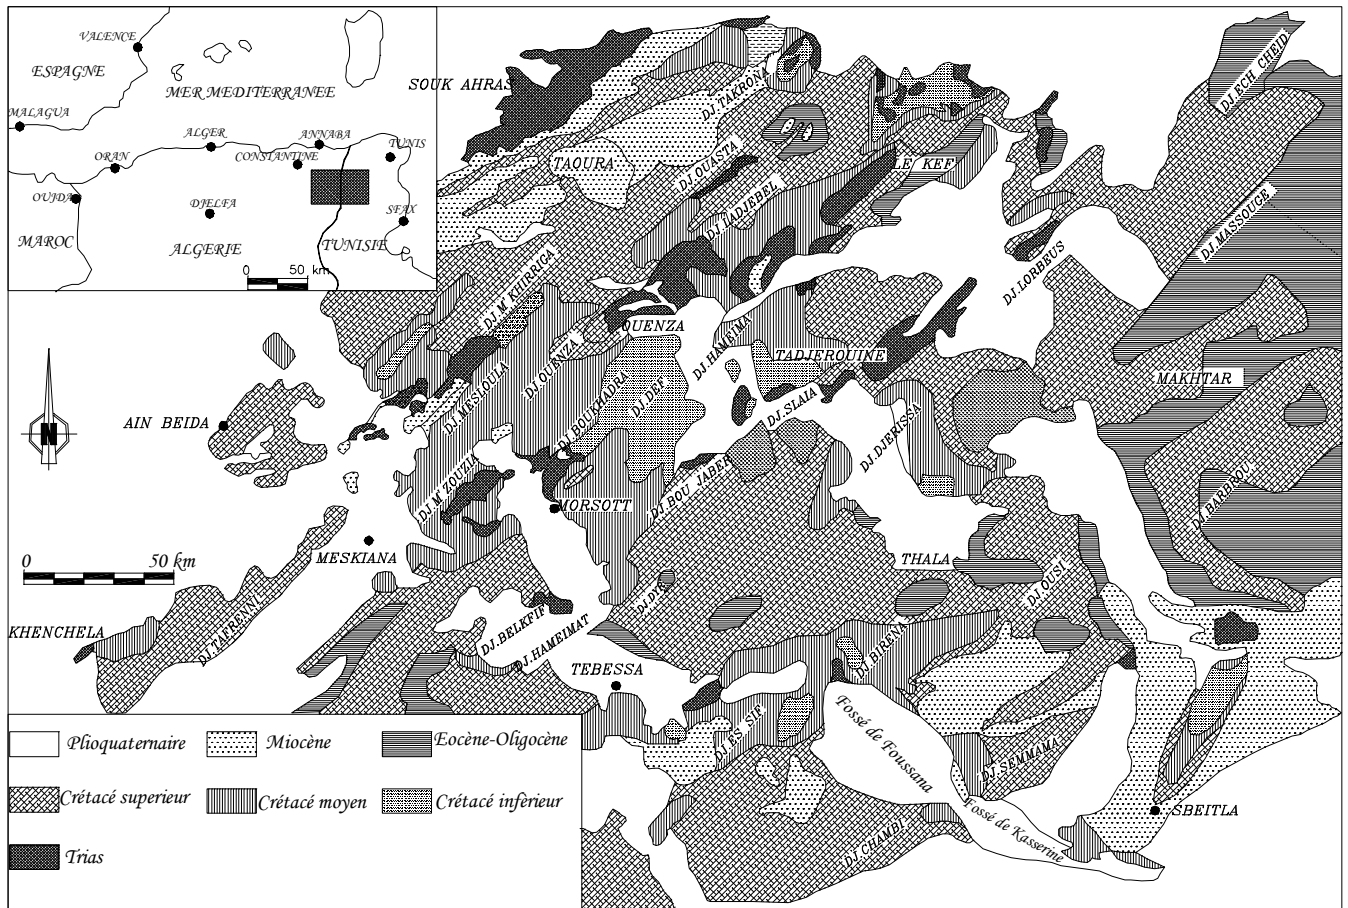 VALENCE
ESPAGNE
MER MEDITERRANEE
MALAGUA
ALGER
ANNABA
ORAN
CONSTANTINE
TUNIS
OUJDA
DJELFA
SFAX
MAROC
ALGERIE
TUNISIE
0 50 km
SOUK AHRAS
DJ.TAKRONA
DJ.ECH CHEID
TAOURA
DJ.OUASTA
LE KEF
DJ.HADJEBEL
DJ.MASSOUGE
DJ.LORBEUS
DJ.M'KHIRRIGA
OUENZA
DJ.OUENZA
DJ.HAMEIMA
TADJEROUINE
MAKHTAR
N
AIN BEIDA
DJ.MESLOULA
DJ.BOUKHADRA
DJ.DEF
DJ.SLAIA
DJ.DJERISSA
DJ.M'ZOUZIA
DJ.BOU JABEL
DJ.BARBROU
MORSOTT
0 50 km
MESKIANA
THALA
DJ.OUSL
DJ.DYR
KHENCHELA
DJ.TAFRENNT
DJ.BELKFIF
DJ.HAMEIMAT
DJ.BIRENA
TEBESSA
Fossé de Foussana
DJ.ES SIF
DJ.SEMMAMA
SBEITLA
Fossé de Kasserine
DJ.CHAMBI
Plioquaternaire
Miocène
Eocène-Oligocène
Crétacé superieur
Crétacé moyen
Crétacé inferieur
Trias